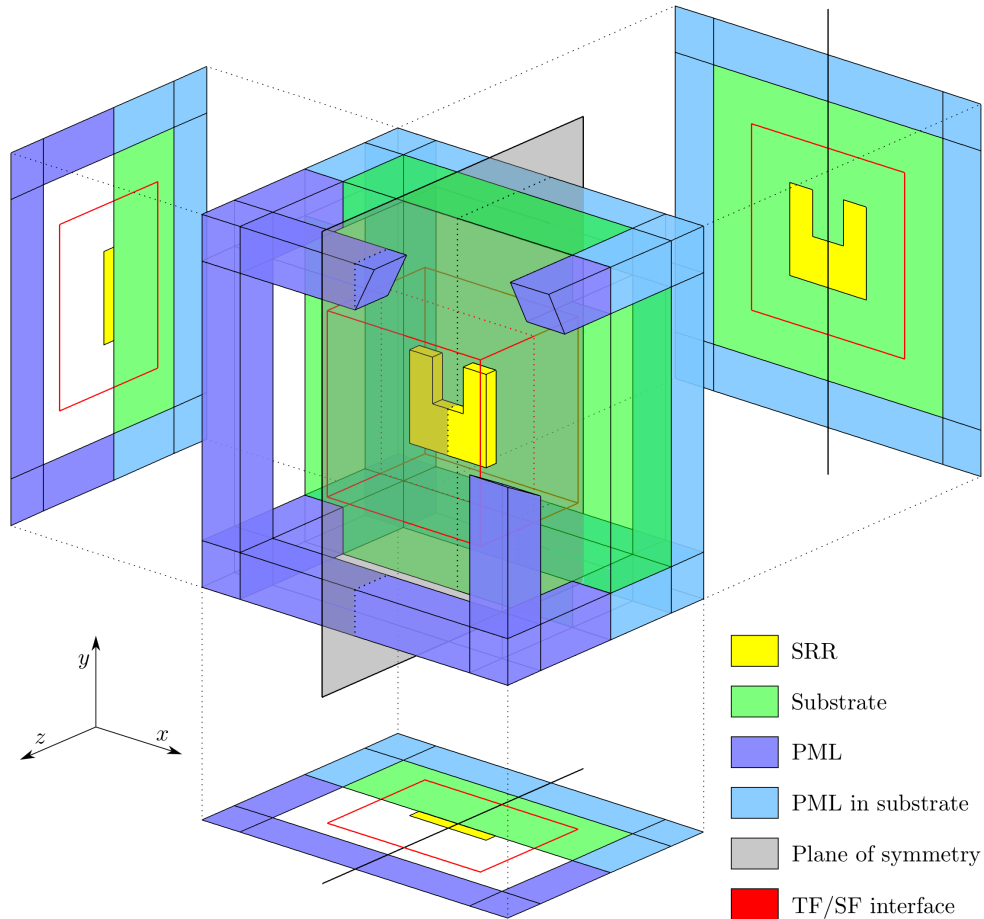 y
z
x
SRR
Substrate
PML
PML in substrate
Plane of symmetry
TF/SF interface